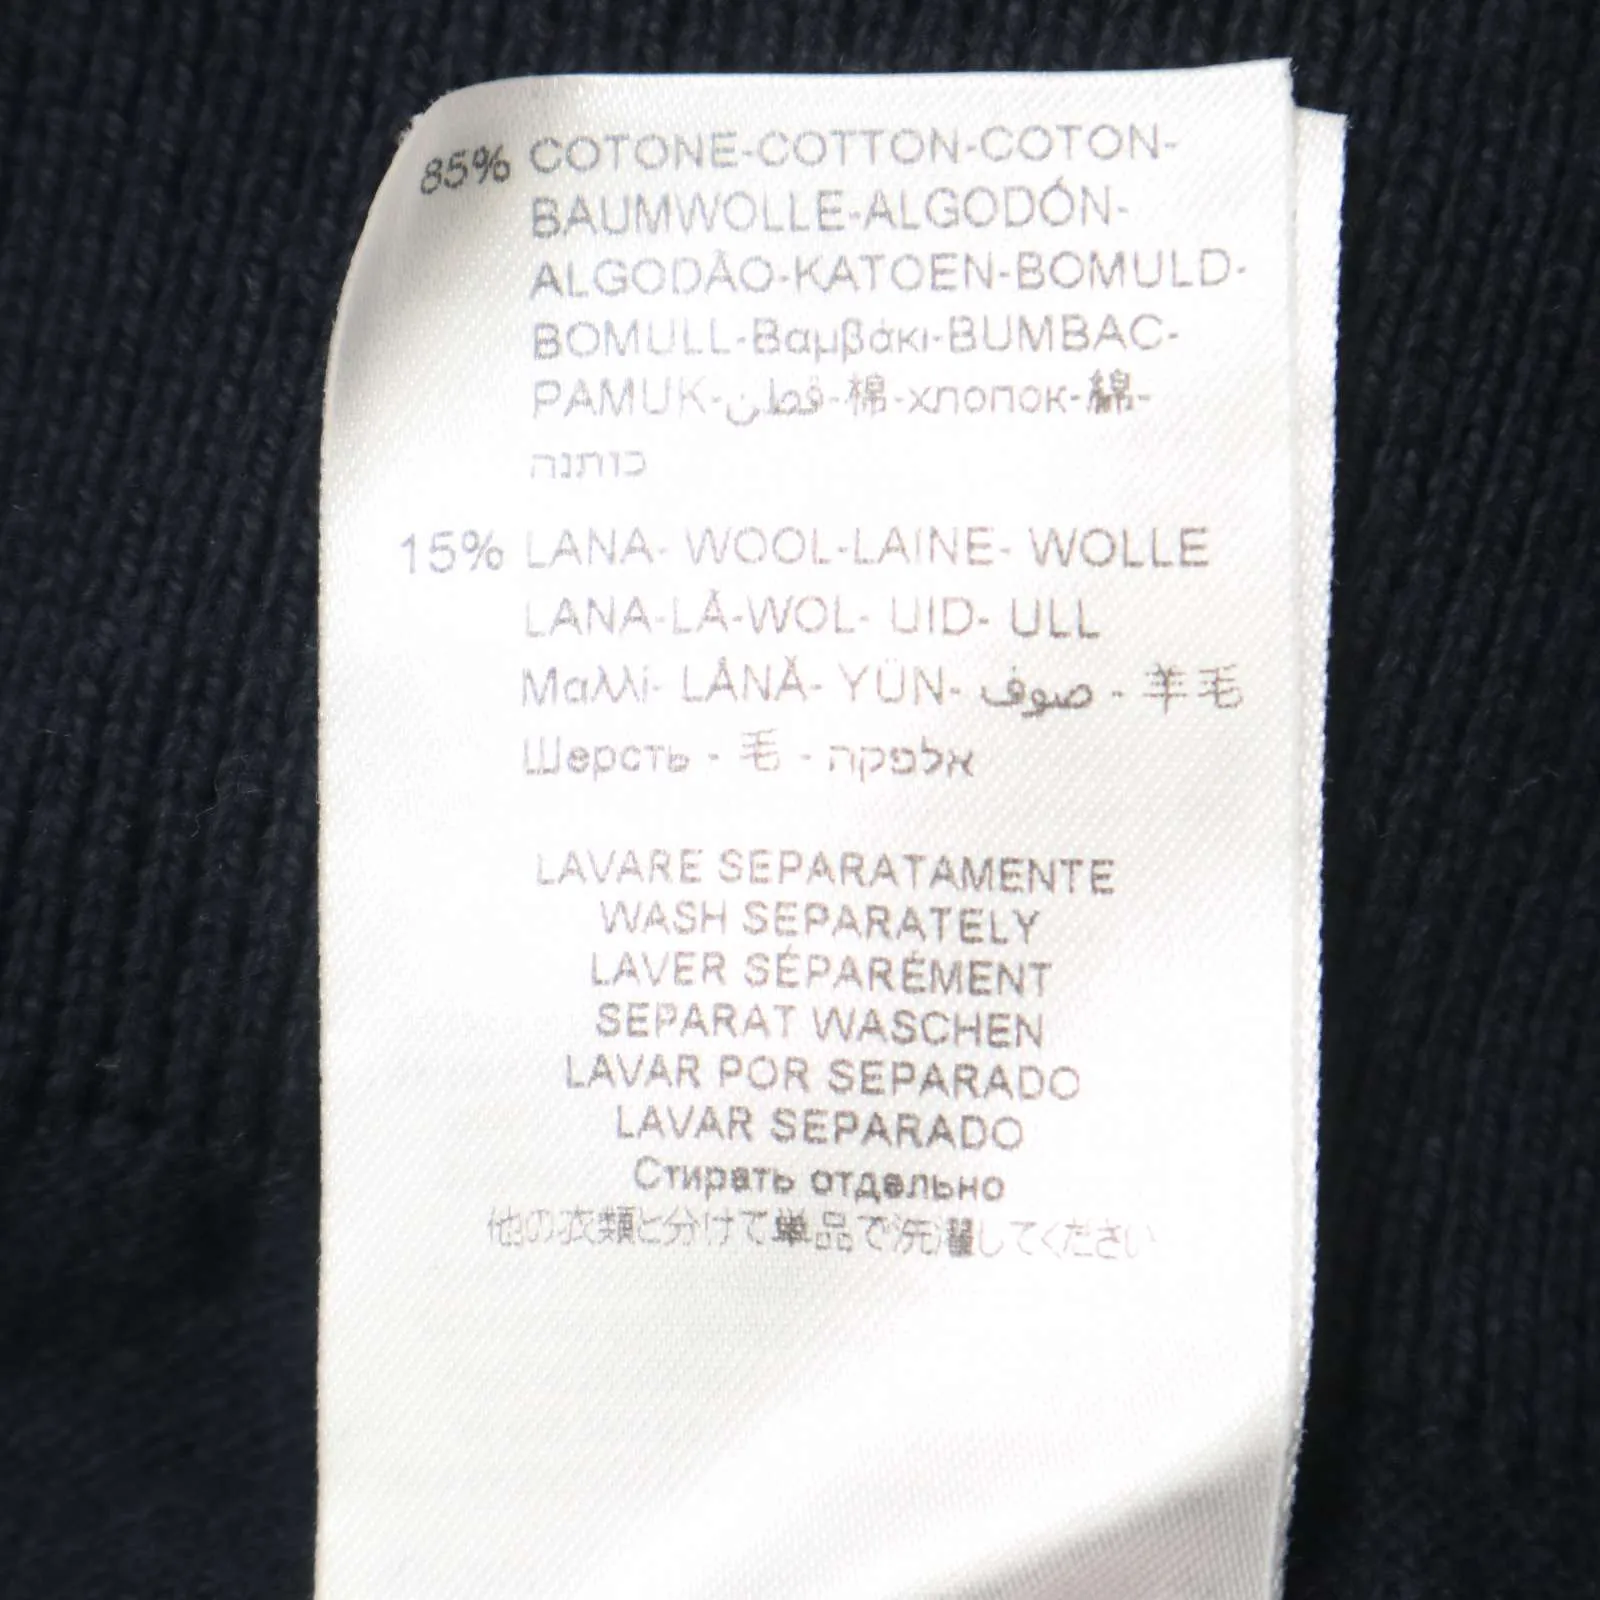 85% COTONE-COTTON-COTON-
BAUMWOLLE-ALGODÓN-
ALGODÃO-KATOEN-BOMULD-
BOMULL-Βαμβάκι-BUMBAC-
PAMUK-قطن-棉-хлопок-綿-
כותנה
15% LANA- WOOL-LAINE- WOLLE
LANA-LÃ-WOL- UID- ULL
Μαλλί- LÂNĂ- YÜN- صوف - 羊毛
Шерсть - 毛 - אלפקה
LAVARE SEPARATAMENTE
WASH SEPARATELY
LAVER SÉPARÉMENT
SEPARAT WASCHEN
LAVAR POR SEPARADO
LAVAR SEPARADO
Стирать отдельно
他の衣類と分けて単品で洗濯してください